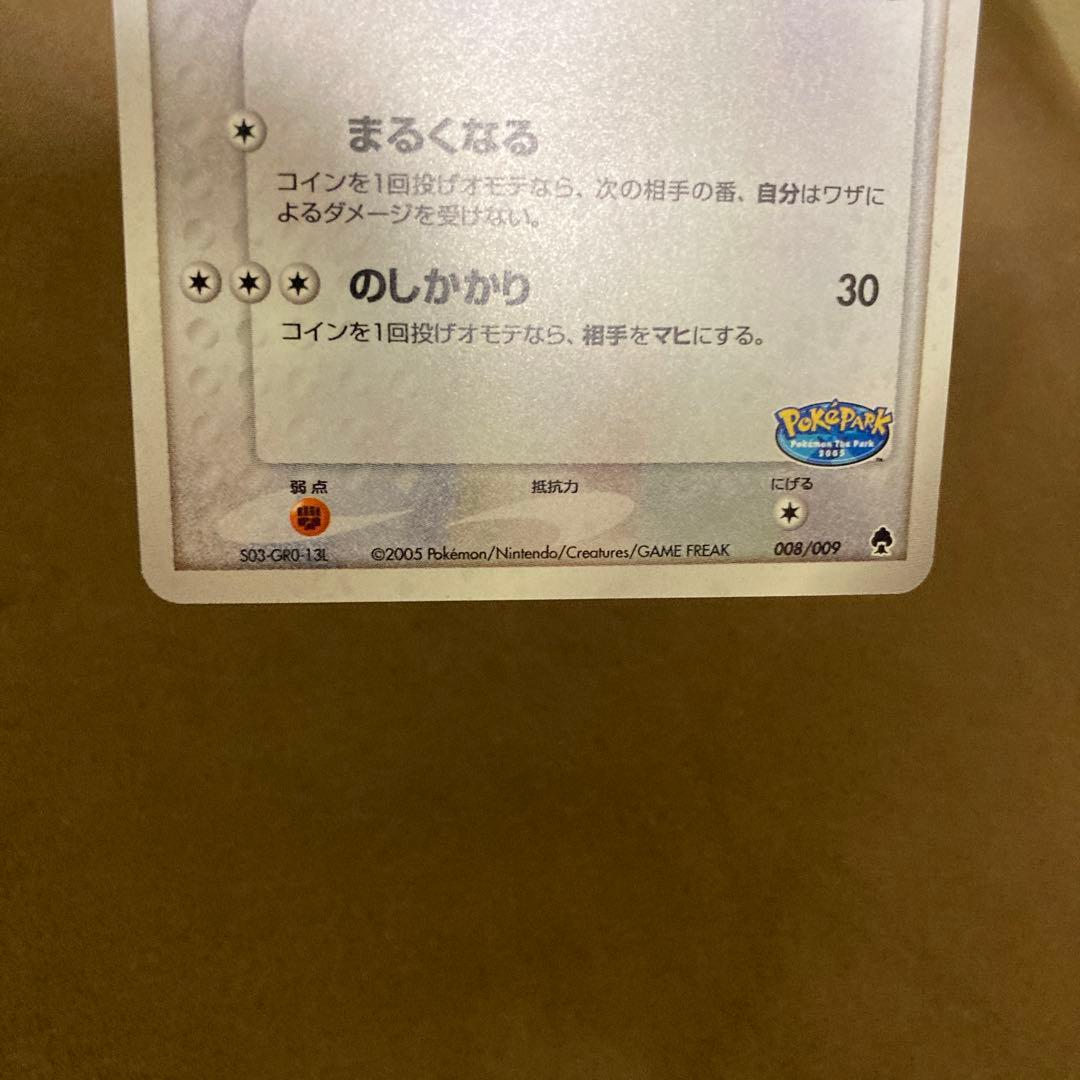 まるくなる
コインを1回投げオモテなら、次の相手の番、自分はワザに
よるダメージを受けない。
のしかかり 30
コインを1回投げオモテなら、相手をマヒにする。
POKéPARK
Pokémon The Park
2005
™
弱点 抵抗力 にげる
S03-GR0-13L ©2005 Pokémon/Nintendo/Creatures/GAME FREAK 008/009